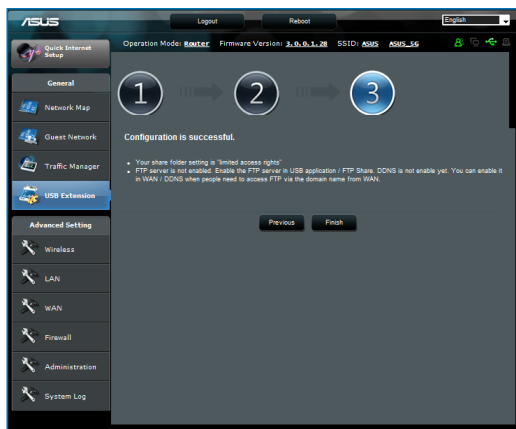 ASUS
Logout
Reboot
English
Quick Internet
Setup
Operation Mode: Router Firmware Version: 3.0.0.1.28 SSID: ASUS ASUS_5G
General
Network Map
Guest Network
Traffic Manager
USB Extension
Advanced Setting
Wireless
LAN
WAN
Firewall
Administration
System Log
1
2
3
Configuration is successful.
Your share folder setting is "limited access rights"
FTP server is not enabled. Enable the FTP server in USB application / FTP Share. DDNS is not enable yet. You can enable it
in WAN / DDNS when people need to access FTP via the domain name from WAN.
Previous
Finish